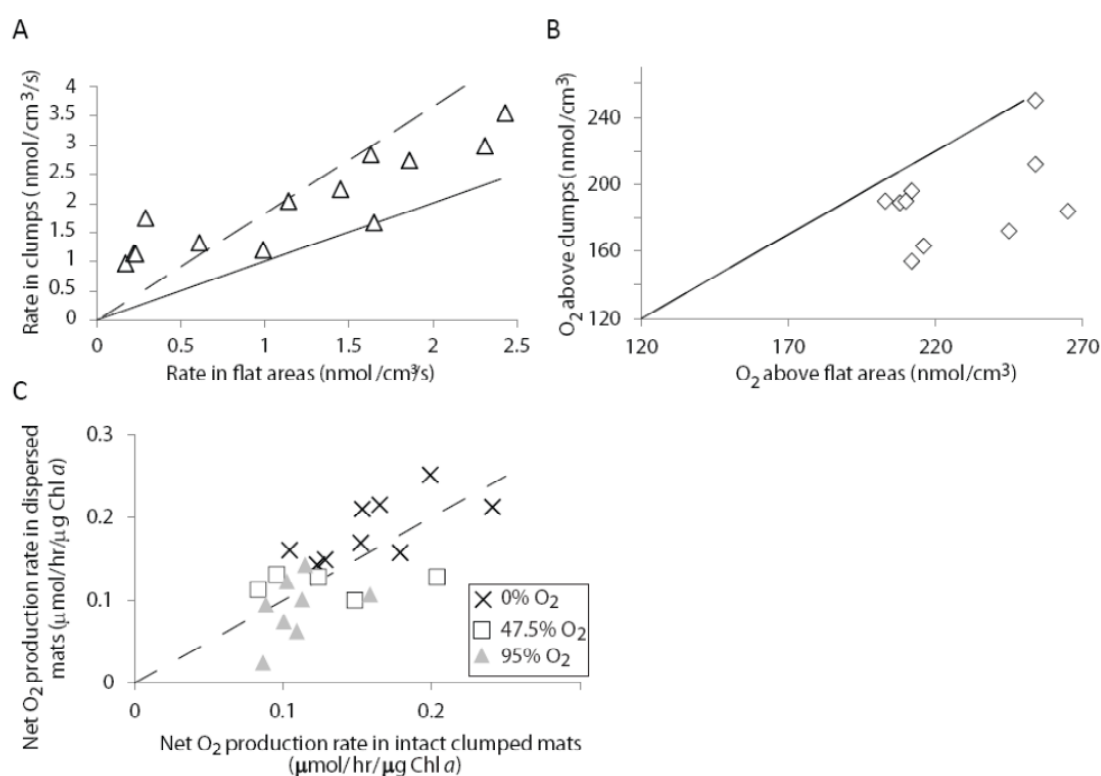 A
Rate in clumps (nmol/cm3/s)
4
3.5
3
2.5
2
1.5
1
0.5
0
0
0.5
1
1.5
2
2.5
Rate in flat areas (nmol/cm3/s)
B
O2 above clumps (nmol/cm3)
240
200
160
120
120
170
220
270
O2 above flat areas (nmol/cm3)
C
Net O2 production rate in dispersed
mats (μmol/hr/μg Chl a)
0.3
0.2
0.1
0
0
0.1
0.2
0% O2
47.5% O2
95% O2
Net O2 production rate in intact clumped mats
(μmol/hr/μg Chl a)